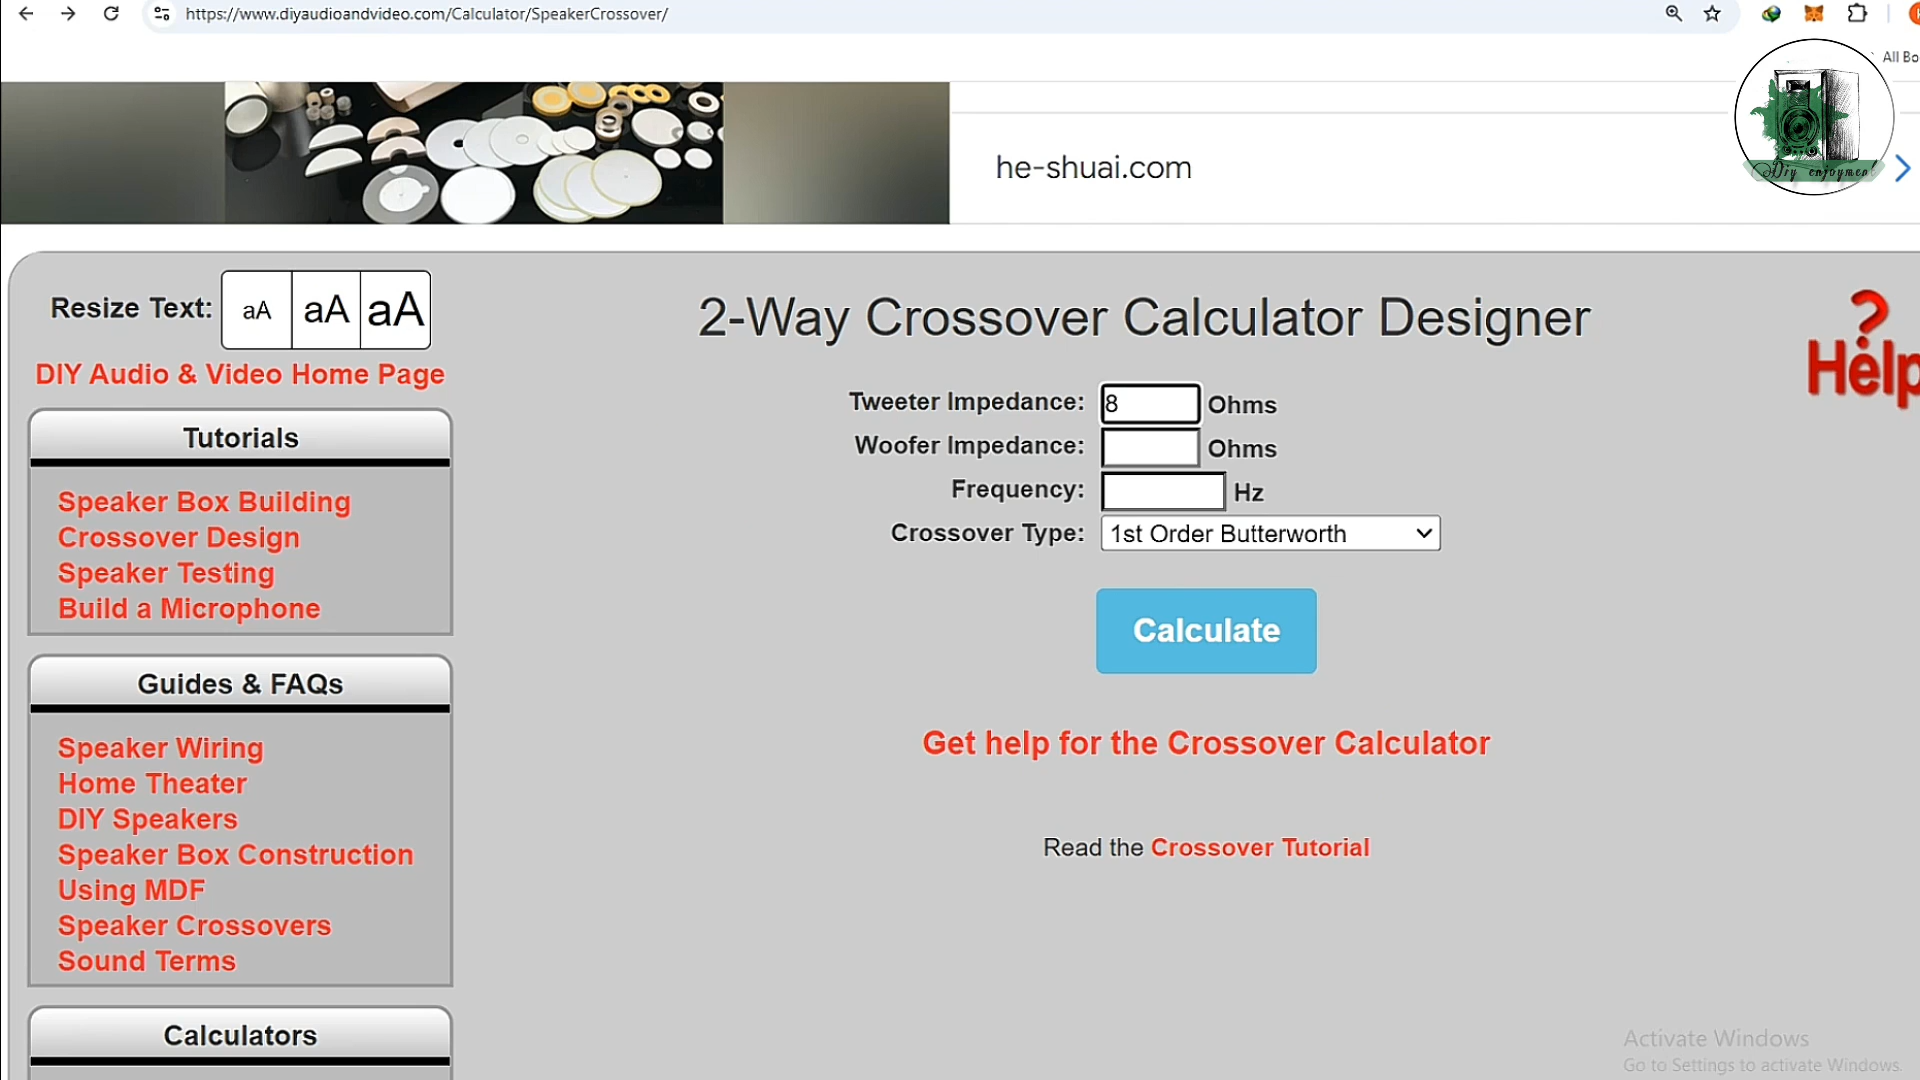 https://www.diyaudioandvideo.com/Calculator/SpeakerCrossover/
All Bo
he-shuai.com
Diy enjoyment
Resize Text: aA aA aA
DIY Audio & Video Home Page
Tutorials
Speaker Box Building
Crossover Design
Speaker Testing
Build a Microphone
Guides & FAQs
Speaker Wiring
Home Theater
DIY Speakers
Speaker Box Construction
Using MDF
Speaker Crossovers
Sound Terms
Calculators
2-Way Crossover Calculator Designer
? Help
Tweeter Impedance: 8 Ohms
Woofer Impedance: Ohms
Frequency: Hz
Crossover Type: 1st Order Butterworth
Calculate
Get help for the Crossover Calculator
Read the Crossover Tutorial
Activate Windows
Go to Settings to activate Windows.